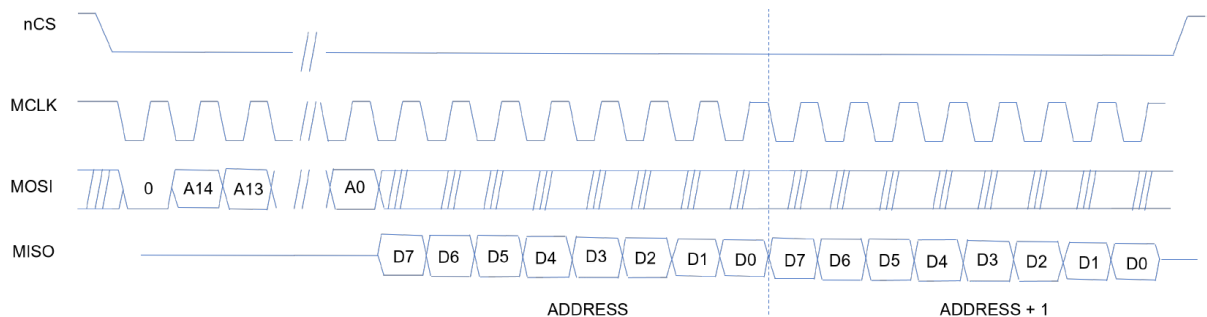 nCS
MCLK
MOSI 0 A14 A13 A0
MISO D7 D6 D5 D4 D3 D2 D1 D0 D7 D6 D5 D4 D3 D2 D1 D0
ADDRESS ADDRESS + 1